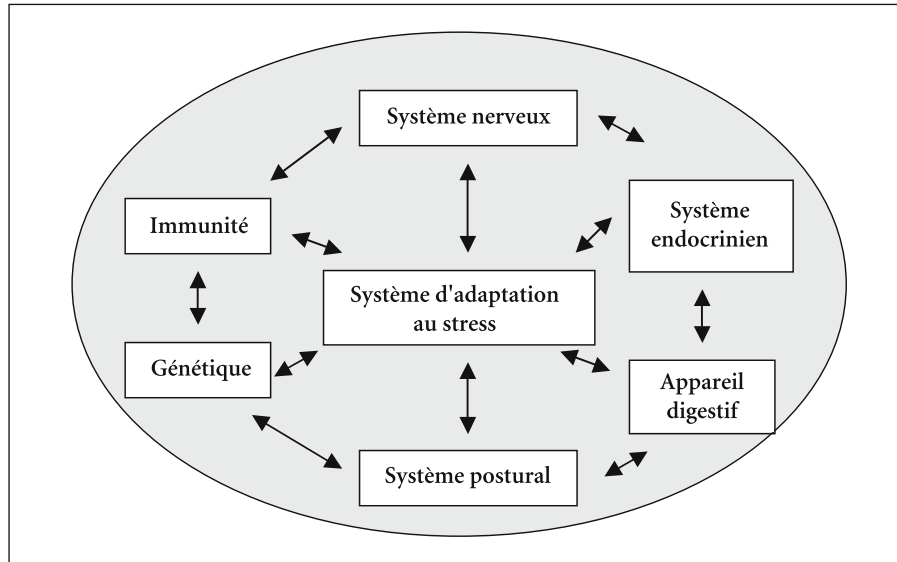 Système nerveux
Immunité
Système
endocrinien
Système d'adaptation
au stress
Génétique
Appareil
digestif
Système postural